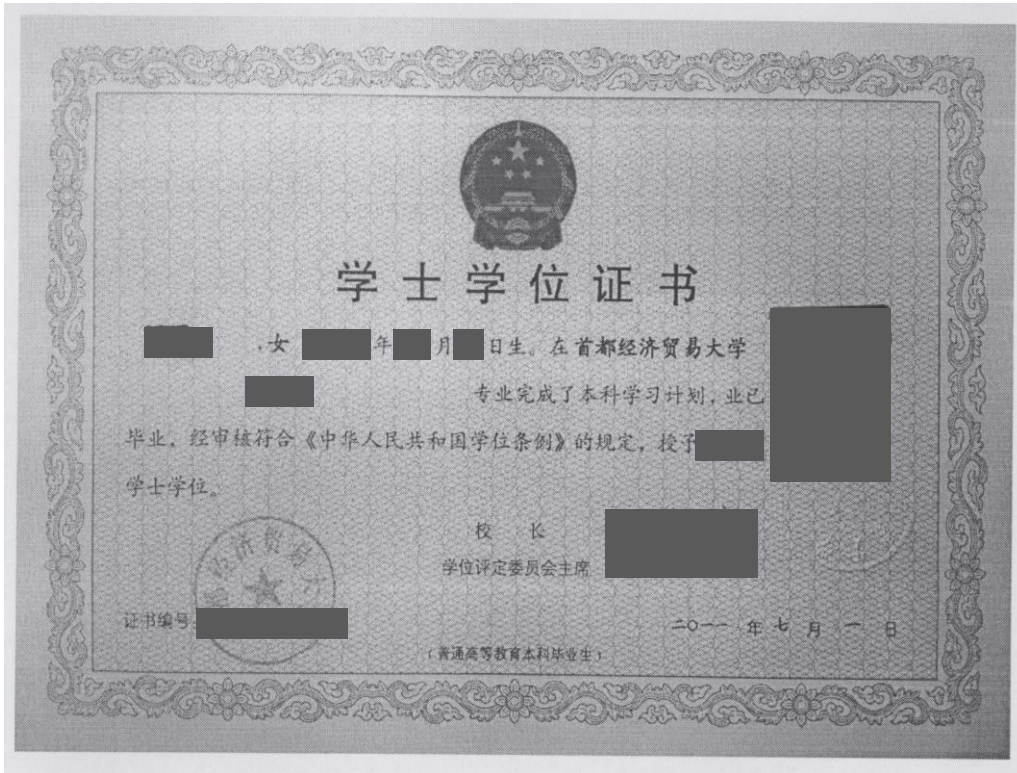 学士学位证书
，女 年 月 日生。在首都经济贸易大学
专业完成了本科学习计划，业已
毕业，经审核符合《中华人民共和国学位条例》的规定，授予
学士学位。
校 长
学位评定委员会主席
经济贸易大
证书编号：
二〇一一年七月一日
（普通高等教育本科毕业生）